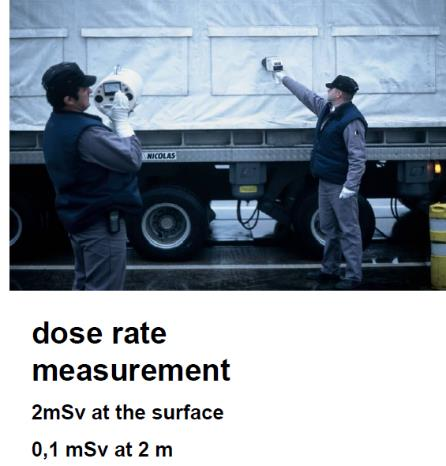 NICOLAS
dose rate
measurement
2mSv at the surface
0,1 mSv at 2 m